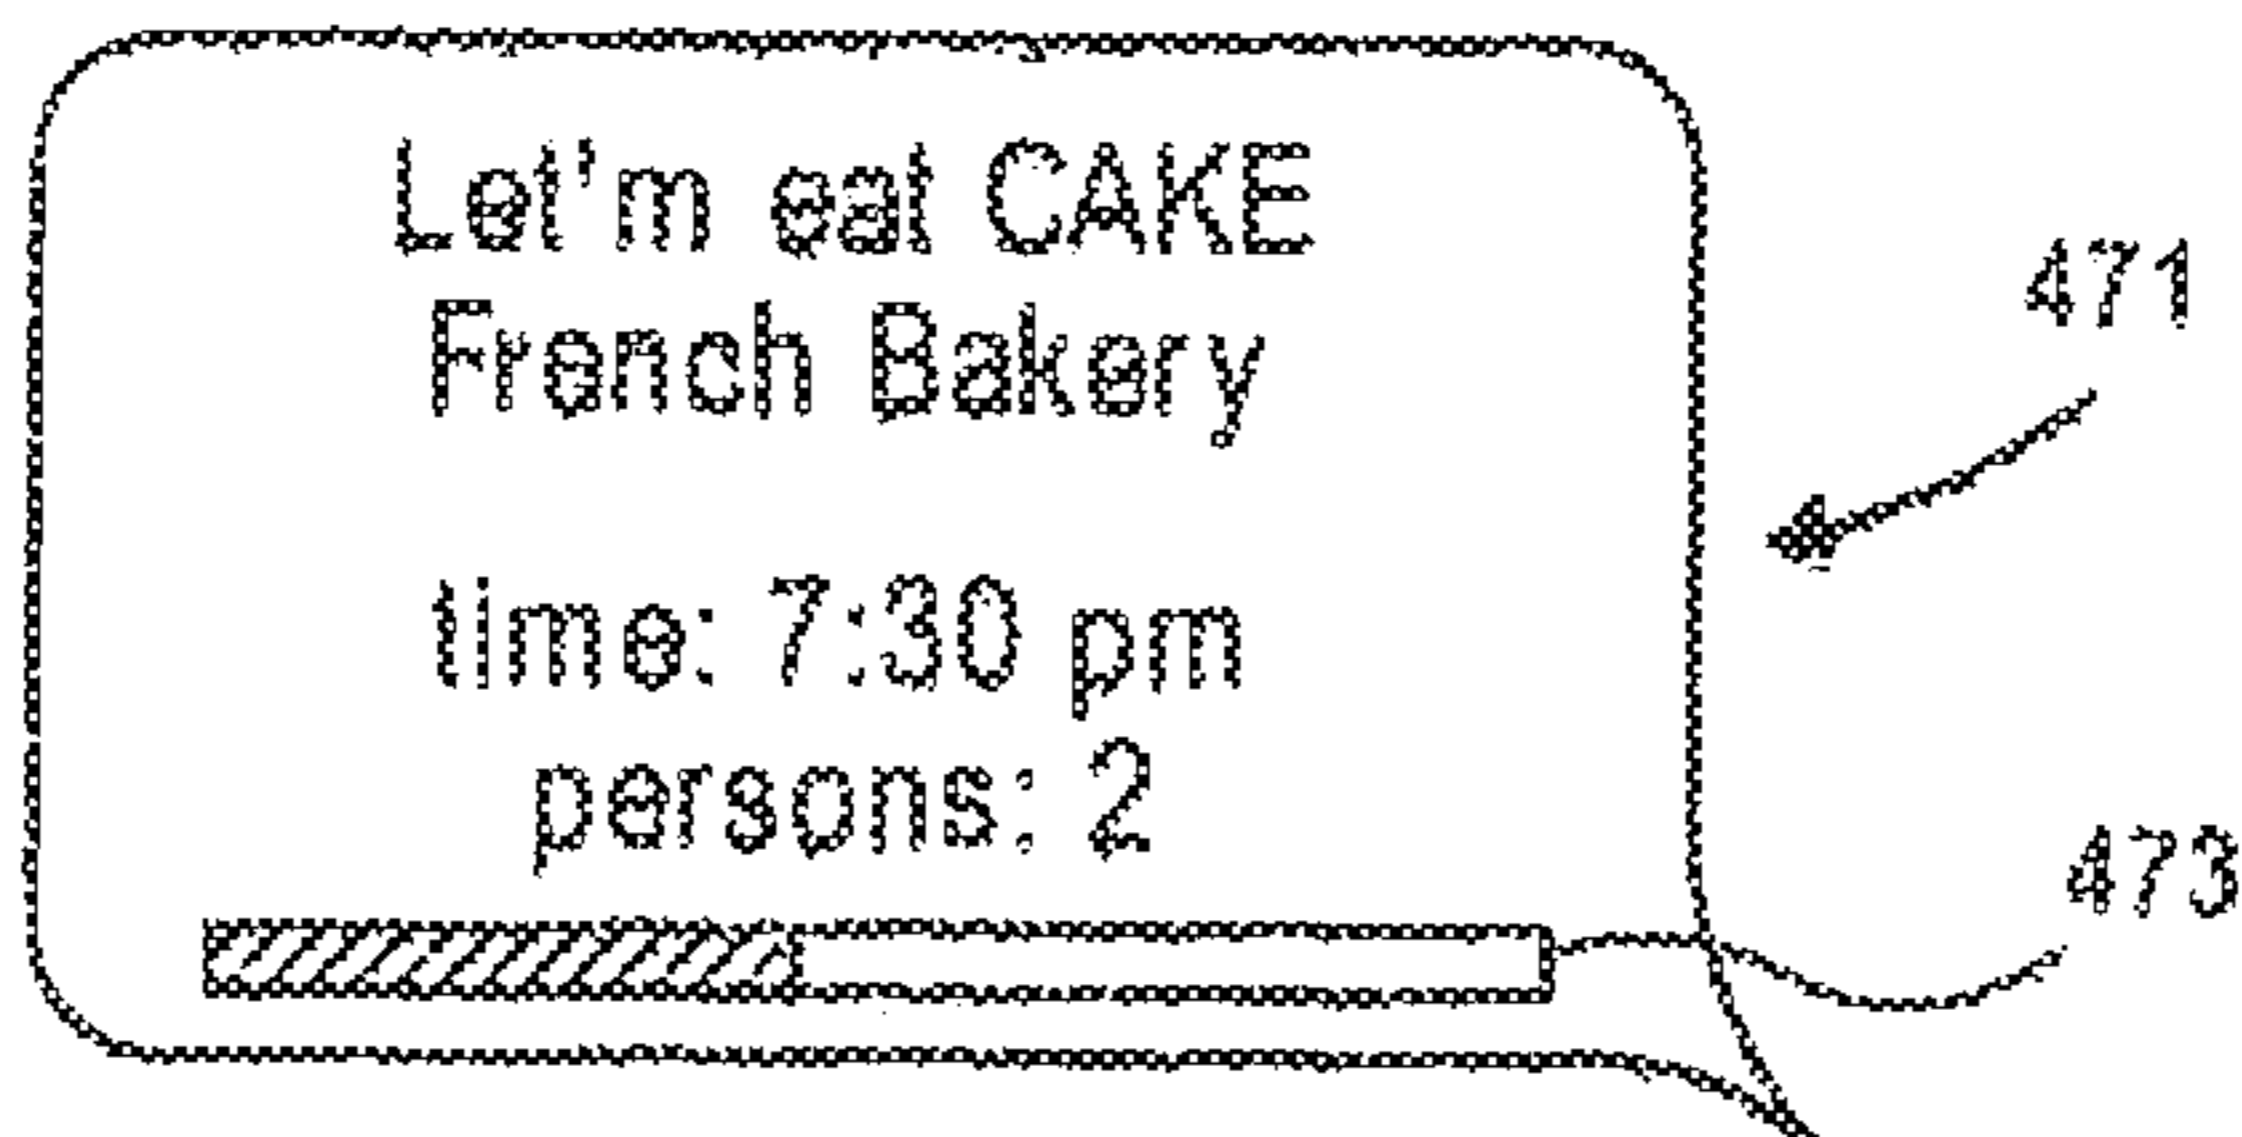 Let'm eat CAKE
French Bakery
471
time: 7:30 pm
persons: 2
473